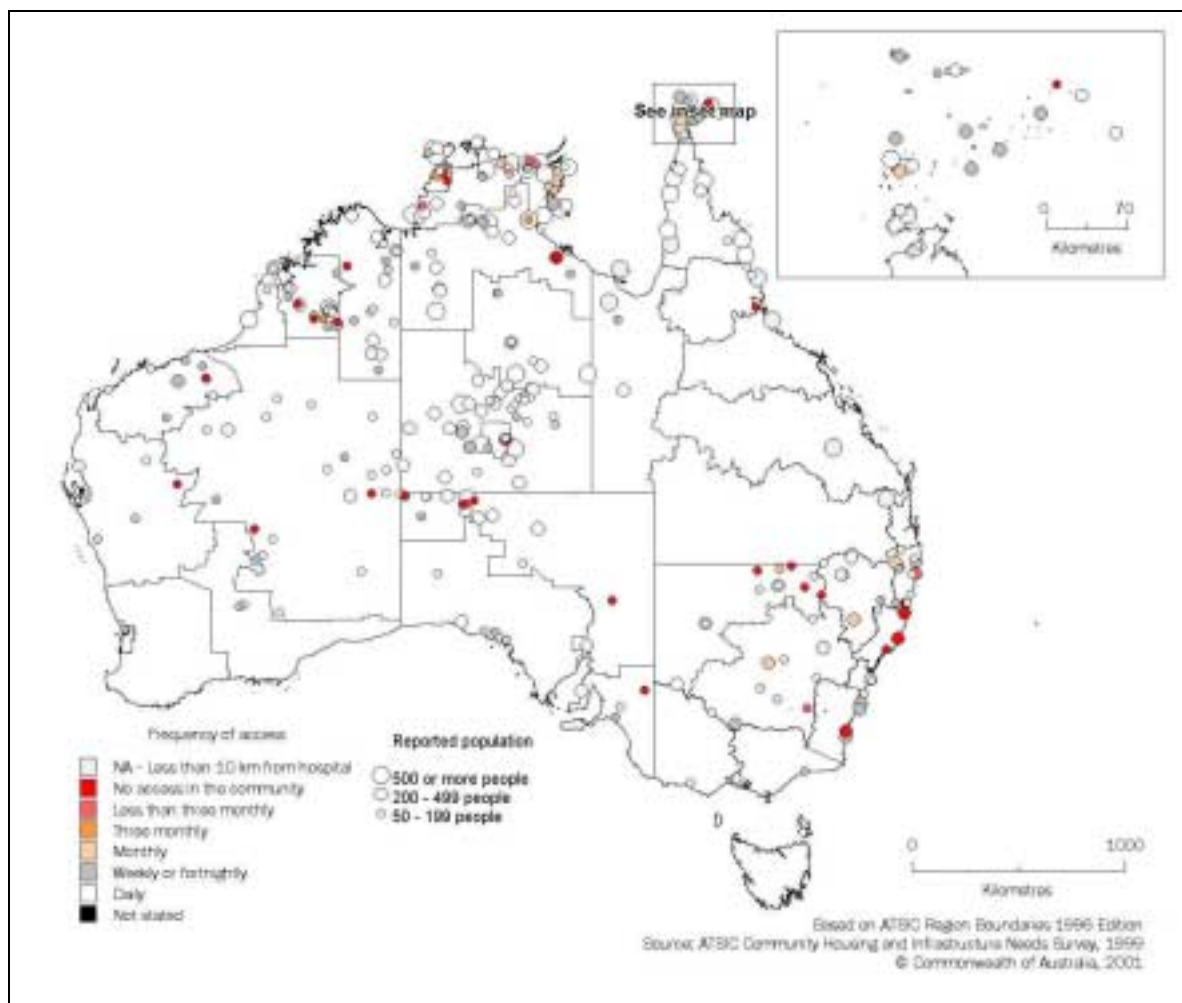 See inset map
0 70
Kilometres
Frequency of access
NA - Less than 10 km from hospital
No access in the community
Less than three monthly
Three monthly
Monthly
Weekly or fortnightly
Daily
Not stated
Reported population
500 or more people
200 - 499 people
50 - 199 people
0 1000
Kilometres
Based on ATSIC Region Boundaries 1996 Edition
Source: ATSIC Community Housing and Infrastructure Needs Survey, 1999
© Commonwealth of Australia, 2001